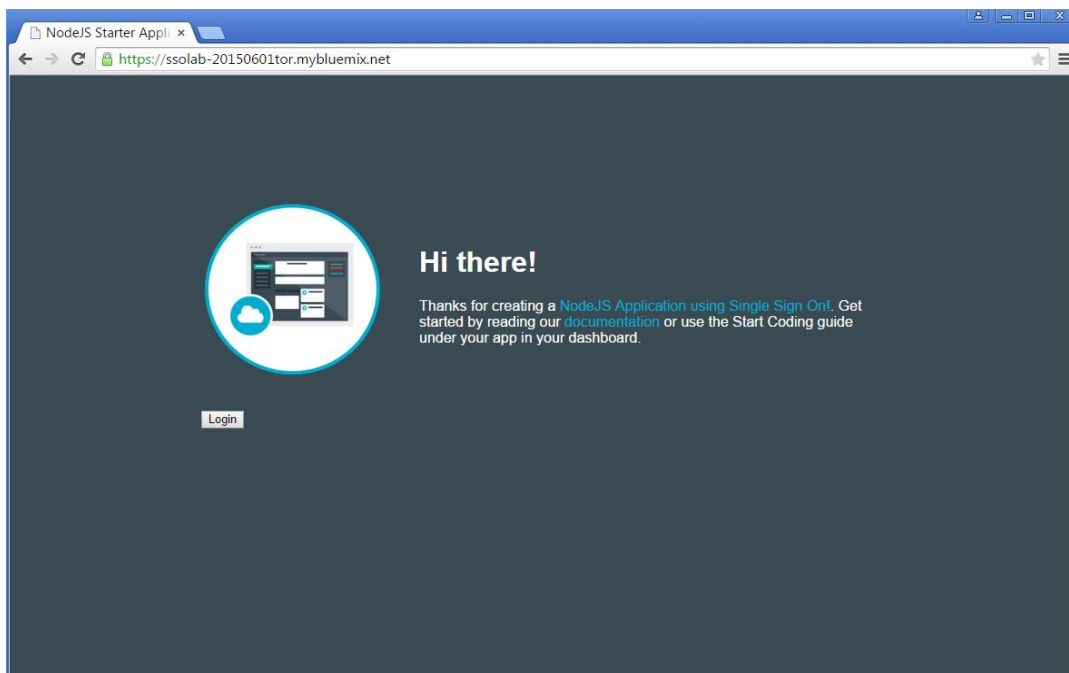 NodeJS Starter Appli
https://ssolab-20150601tor.mybluemix.net
Hi there!
Thanks for creating a NodeJS Application using Single Sign On!. Get
started by reading our documentation or use the Start Coding guide
under your app in your dashboard.
Login